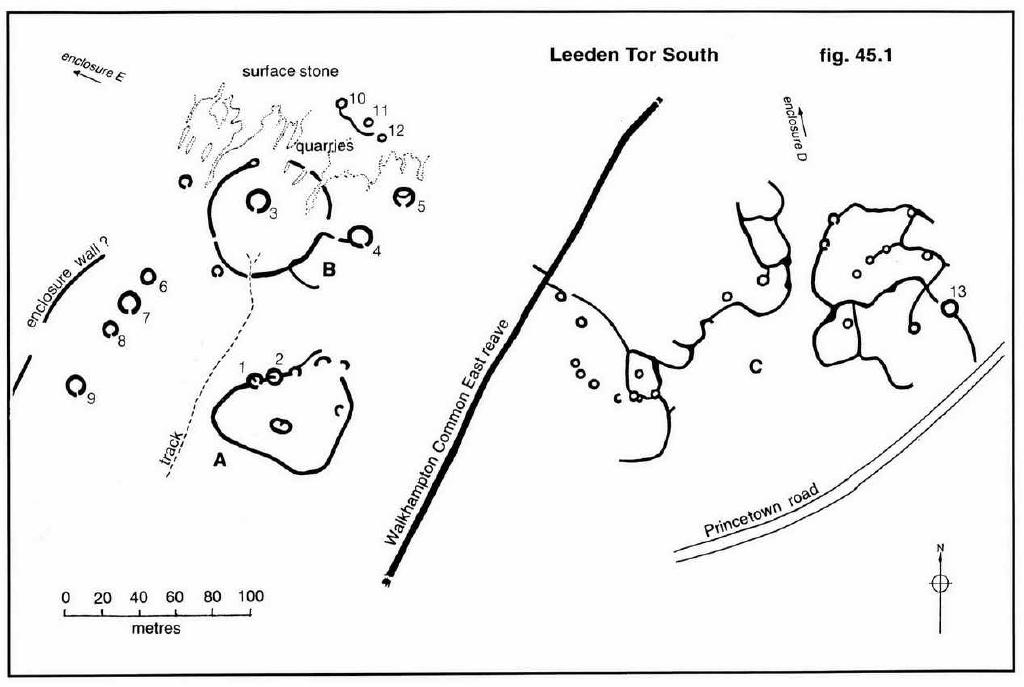 Leeden Tor South
fig. 45.1
enclosure E
surface stone
10
11
12
quarries
enclosure D
3
5
4
B
enclosure wall ?
6
7
8
9
13
1
2
A
C
track
Walkhampton Common East reave
Princetown road
N
0 20 40 60 80 100
metres